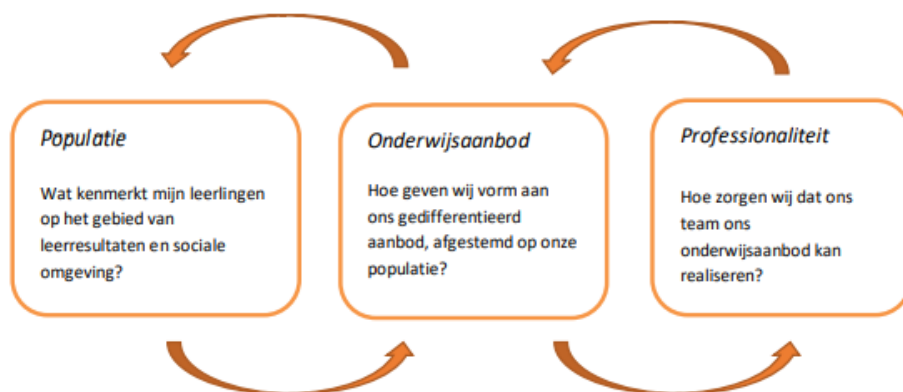 Populatie
Wat kenmerkt mijn leerlingen
op het gebied van
leerresultaten en sociale
omgeving?
Onderwijsaanbod
Hoe geven wij vorm aan
ons gedifferentieerd
aanbod, afgestemd op onze
populatie?
Professionaliteit
Hoe zorgen wij dat ons
team ons
onderwijsaanbod kan
realiseren?